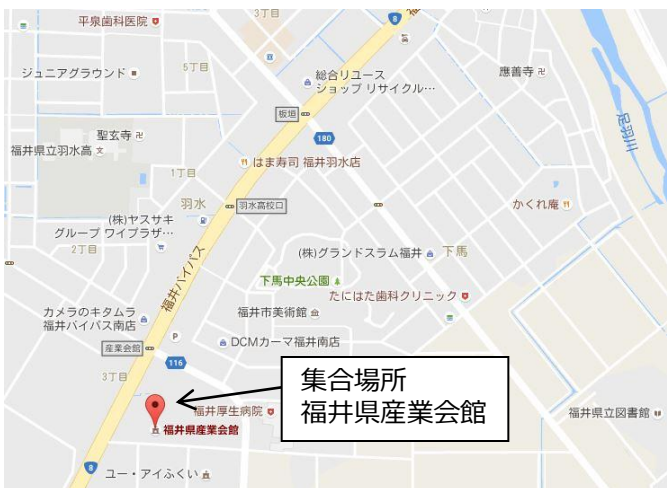 平泉歯科医院
3丁目
8
ジュニアグラウンド
5丁目
総合リユース
ショップ リサイクル…
應善寺
板垣
足羽川
聖玄寺
180
福井県立羽水高
はま寿司 福井羽水店
1丁目
羽水
羽水高校口
かくれ庵
(株)ヤスサキ
グループ ワイプラザ…
2丁目
(株)グランドスラム福井
下馬
福井バイパス
下馬中央公園
たにはた歯科クリニック
カメラのキタムラ
福井バイパス南店
福井市美術館
P
DCMカーマ福井南店
産業会館
116
3丁目
集合場所
福井県産業会館
福井厚生病院
福井県立図書館
福井県産業会館
8
ユー・アイふくい